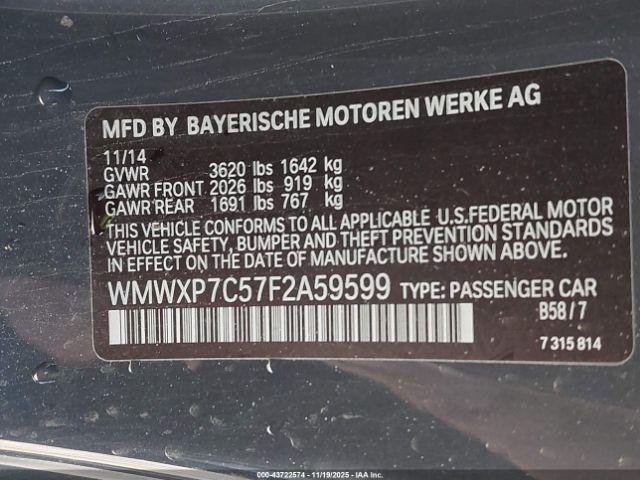 MFD BY BAYERISCHE MOTOREN WERKE AG
11/14
GVWR 3620 lbs 1642 kg
GAWR FRONT 2026 lbs 919 kg
GAWR REAR 1691 lbs 767 kg
THIS VEHICLE CONFORMS TO ALL APPLICABLE U.S.FEDERAL MOTOR
VEHICLE SAFETY, BUMPER AND THEFT PREVENTION STANDARDS
IN EFFECT ON THE DATE OF MANUFACTURE SHOWN ABOVE.
WMWXP7C57F2A59599 TYPE: PASSENGER CAR
B58 / 7
7 315 814
000-43722574 - 11/19/2025 - IAA Inc.